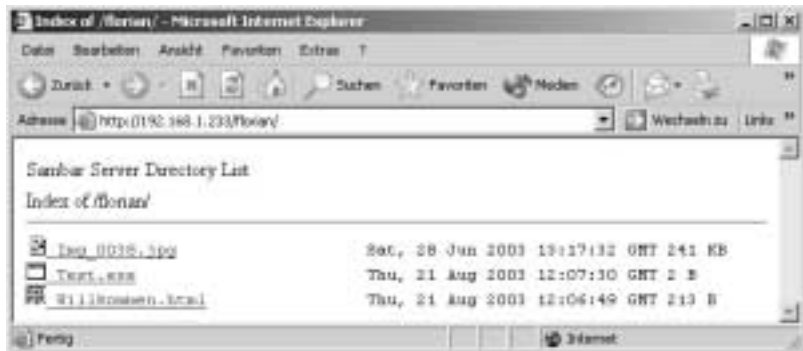 Index of /florian/ - Microsoft Internet Explorer
Datei Bearbeiten Ansicht Favoriten Extras ?
Zurück Suchen Favoriten Medien »
Adresse http://192.168.1.233/florian/ Wechseln zu Links »
Sambar Server Directory List
Index of /florian/
Img_0038.jpg Sat, 28 Jun 2003 13:17:32 GMT 241 KB
Test.exe Thu, 21 Aug 2003 12:07:30 GMT 2 B
Willkommen.html Thu, 21 Aug 2003 12:06:49 GMT 213 B
Fertig Internet